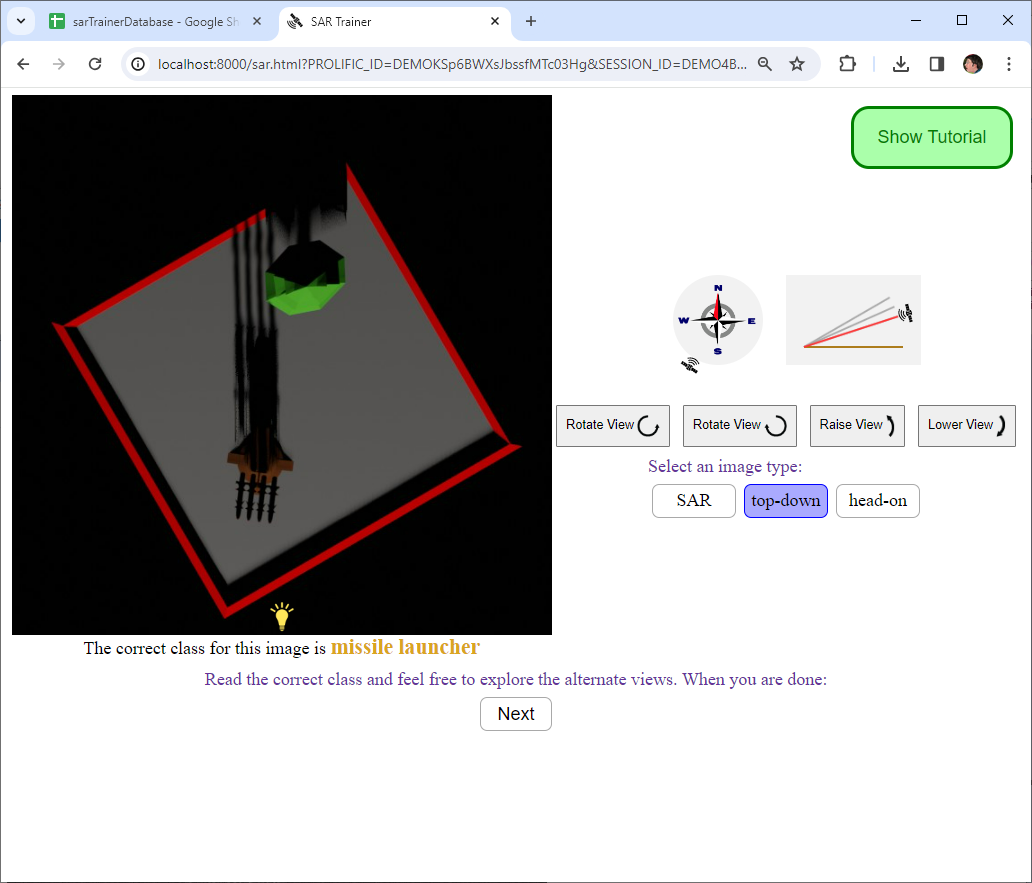 sarTrainerDatabase - Google Sh
SAR Trainer
localhost:8000/sar.html?PROLIFIC_ID=DEMOKSp6BWXsJbssfMTc03Hg&SESSION_ID=DEMO4B...
Show Tutorial
N
W E
S
Rotate View Rotate View Raise View Lower View
Select an image type:
SAR top-down head-on
The correct class for this image is missile launcher
Read the correct class and feel free to explore the alternate views. When you are done:
Next